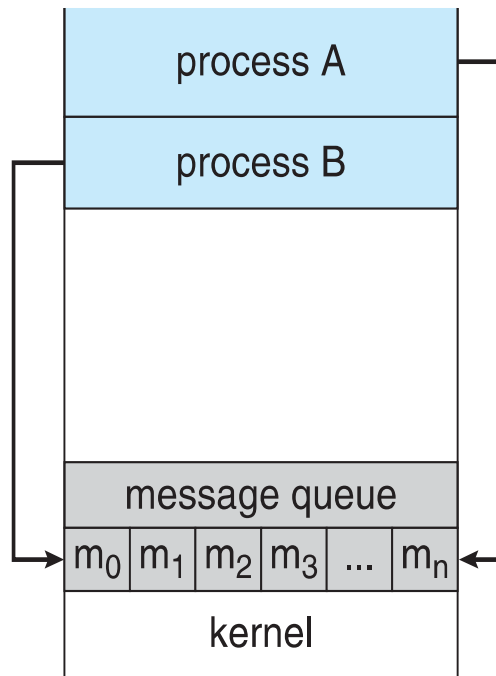 process A
process B
message queue
m0 m1 m2 m3 ... mn
kernel